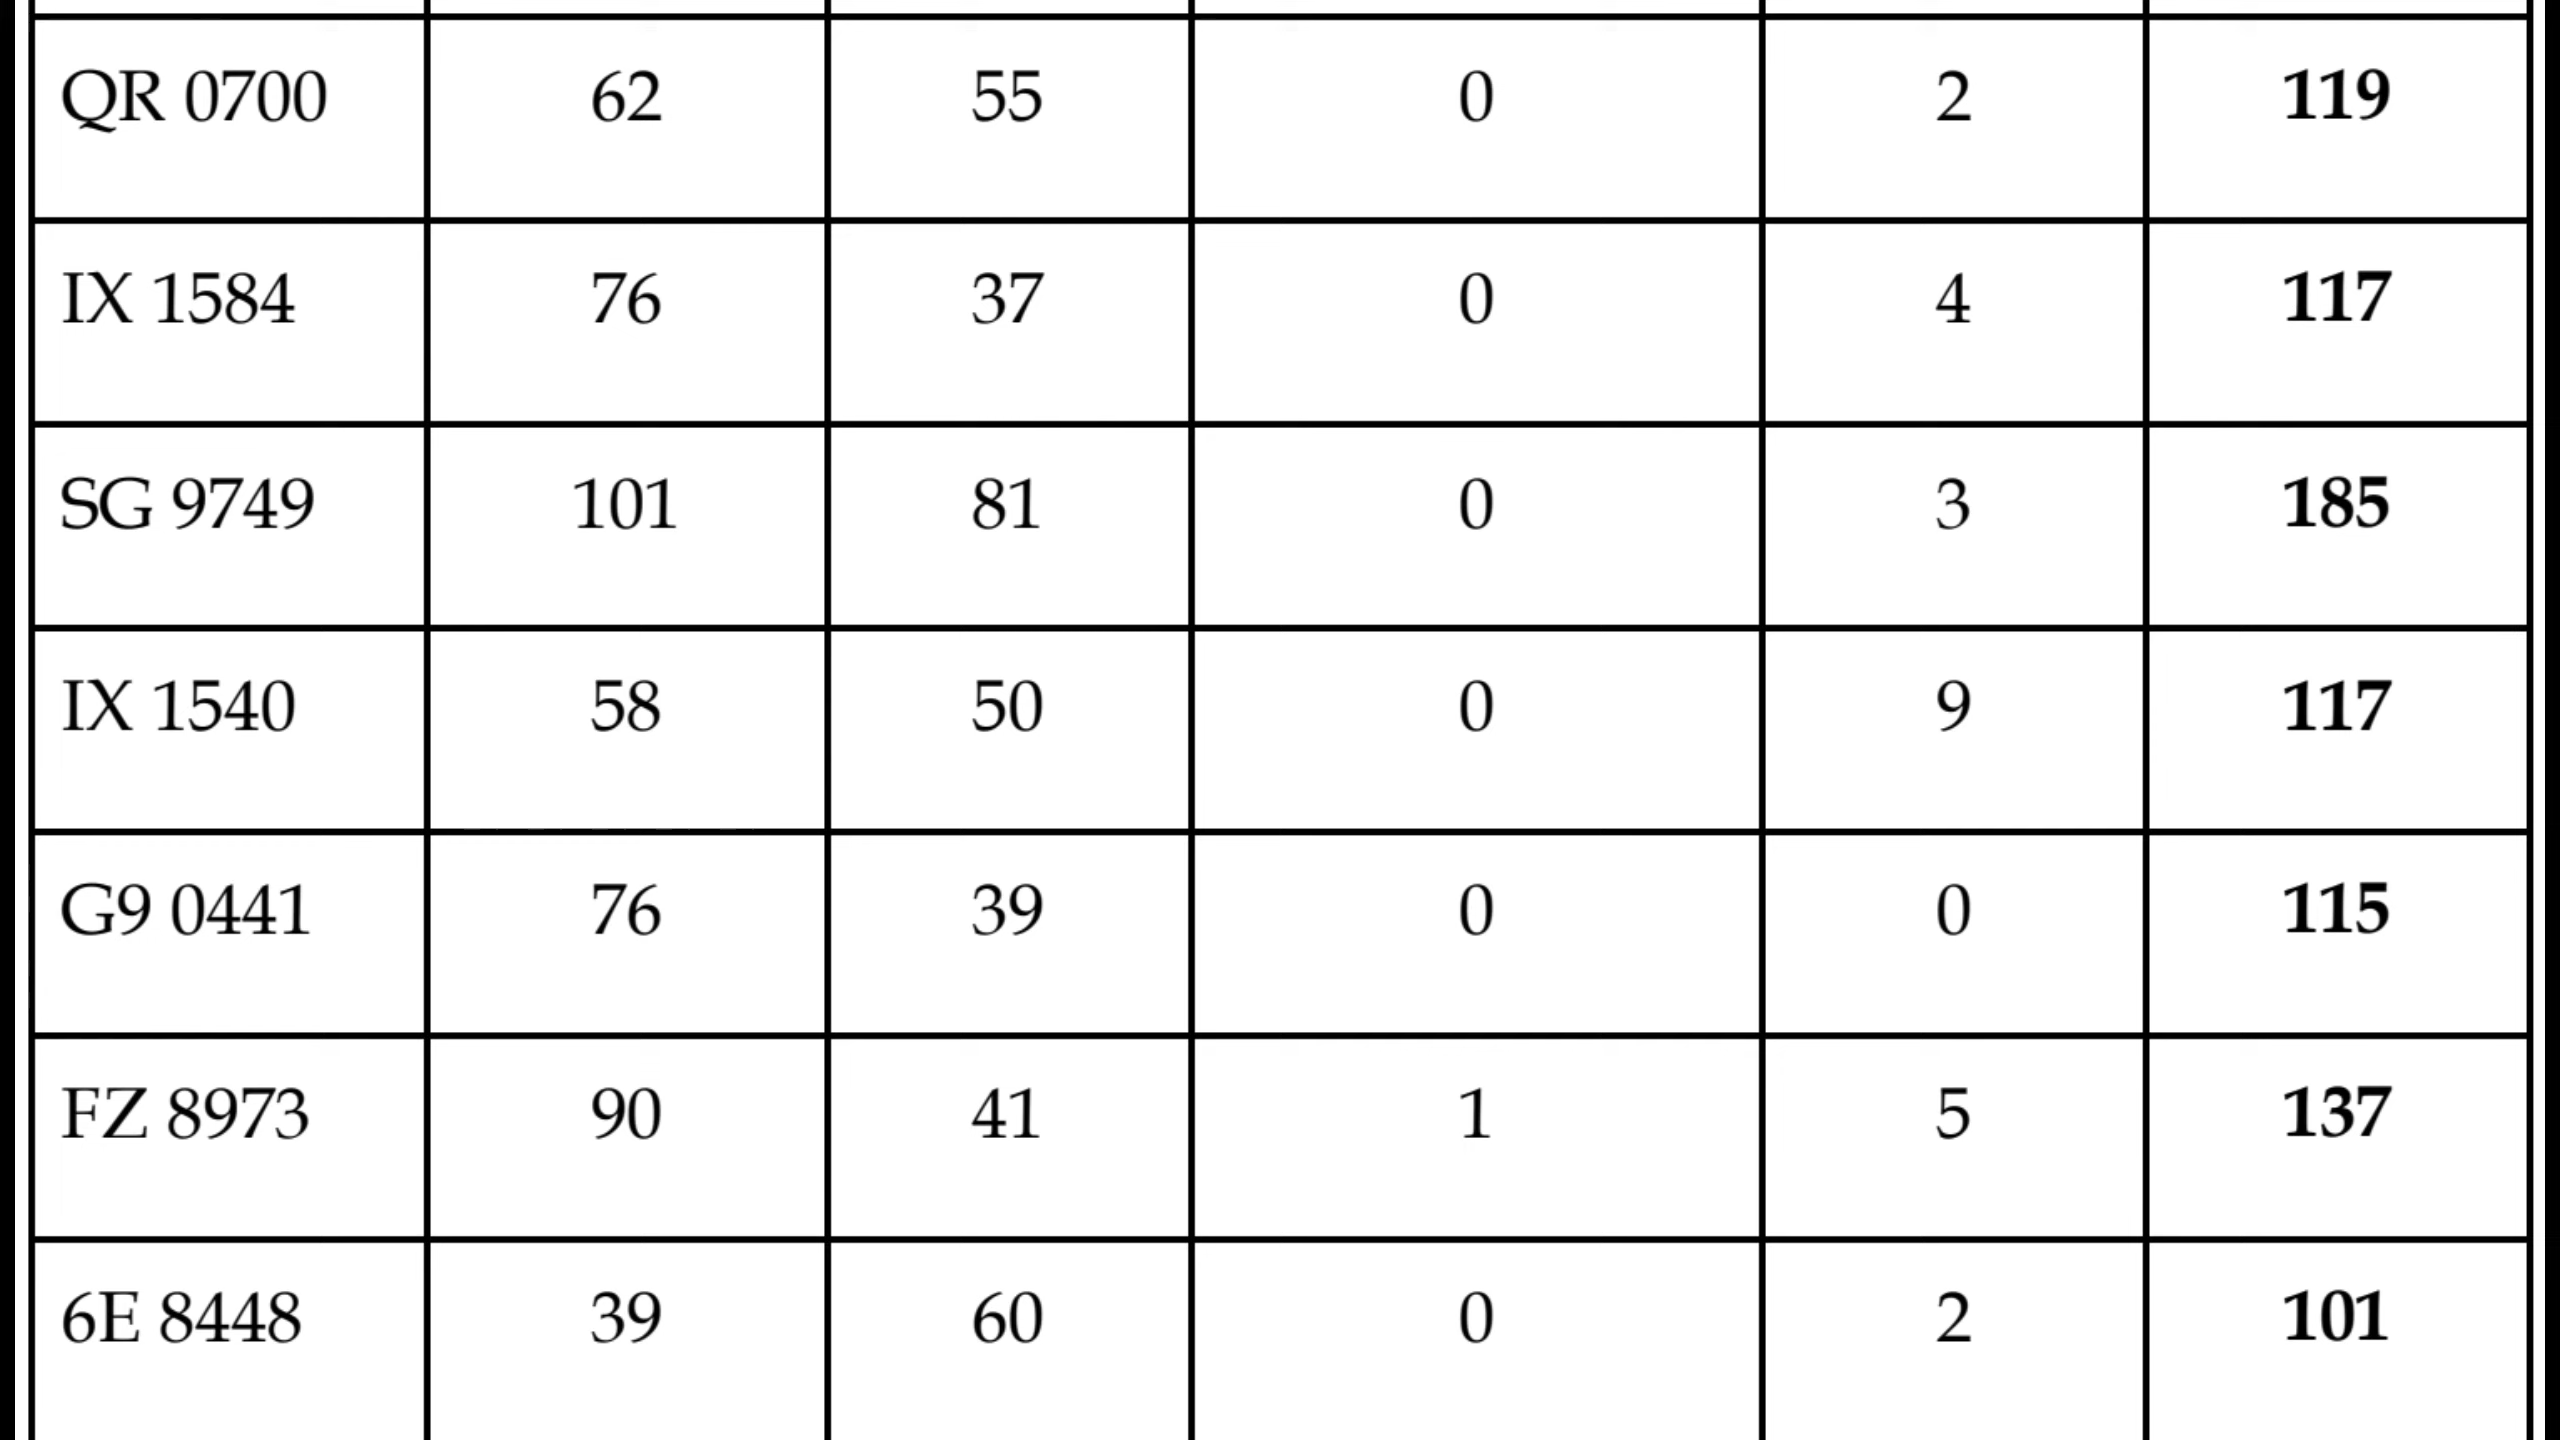 QR 0700 62 55 0 2 119
IX 1584 76 37 0 4 117
SG 9749 101 81 0 3 185
IX 1540 58 50 0 9 117
G9 0441 76 39 0 0 115
FZ 8973 90 41 1 5 137
6E 8448 39 60 0 2 101